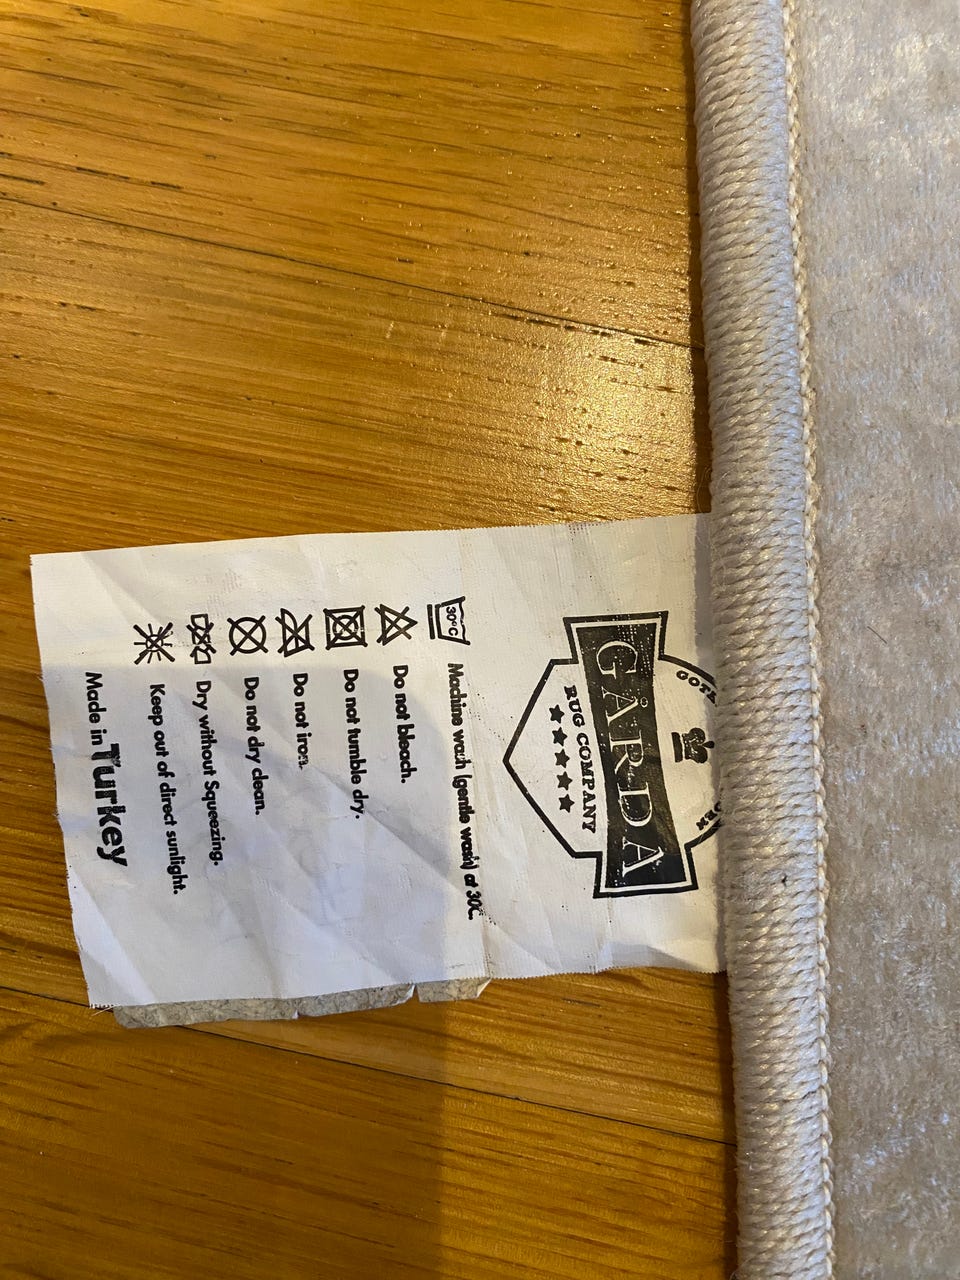 GÅRDA
RUG COMPANY
30°C Machine wash (gentle wash) at 30C.
Do not bleach.
Do not tumble dry.
Do not iron.
Do not dry clean.
Dry without Squeezing.
Keep out of direct sunlight.
Made in Turkey